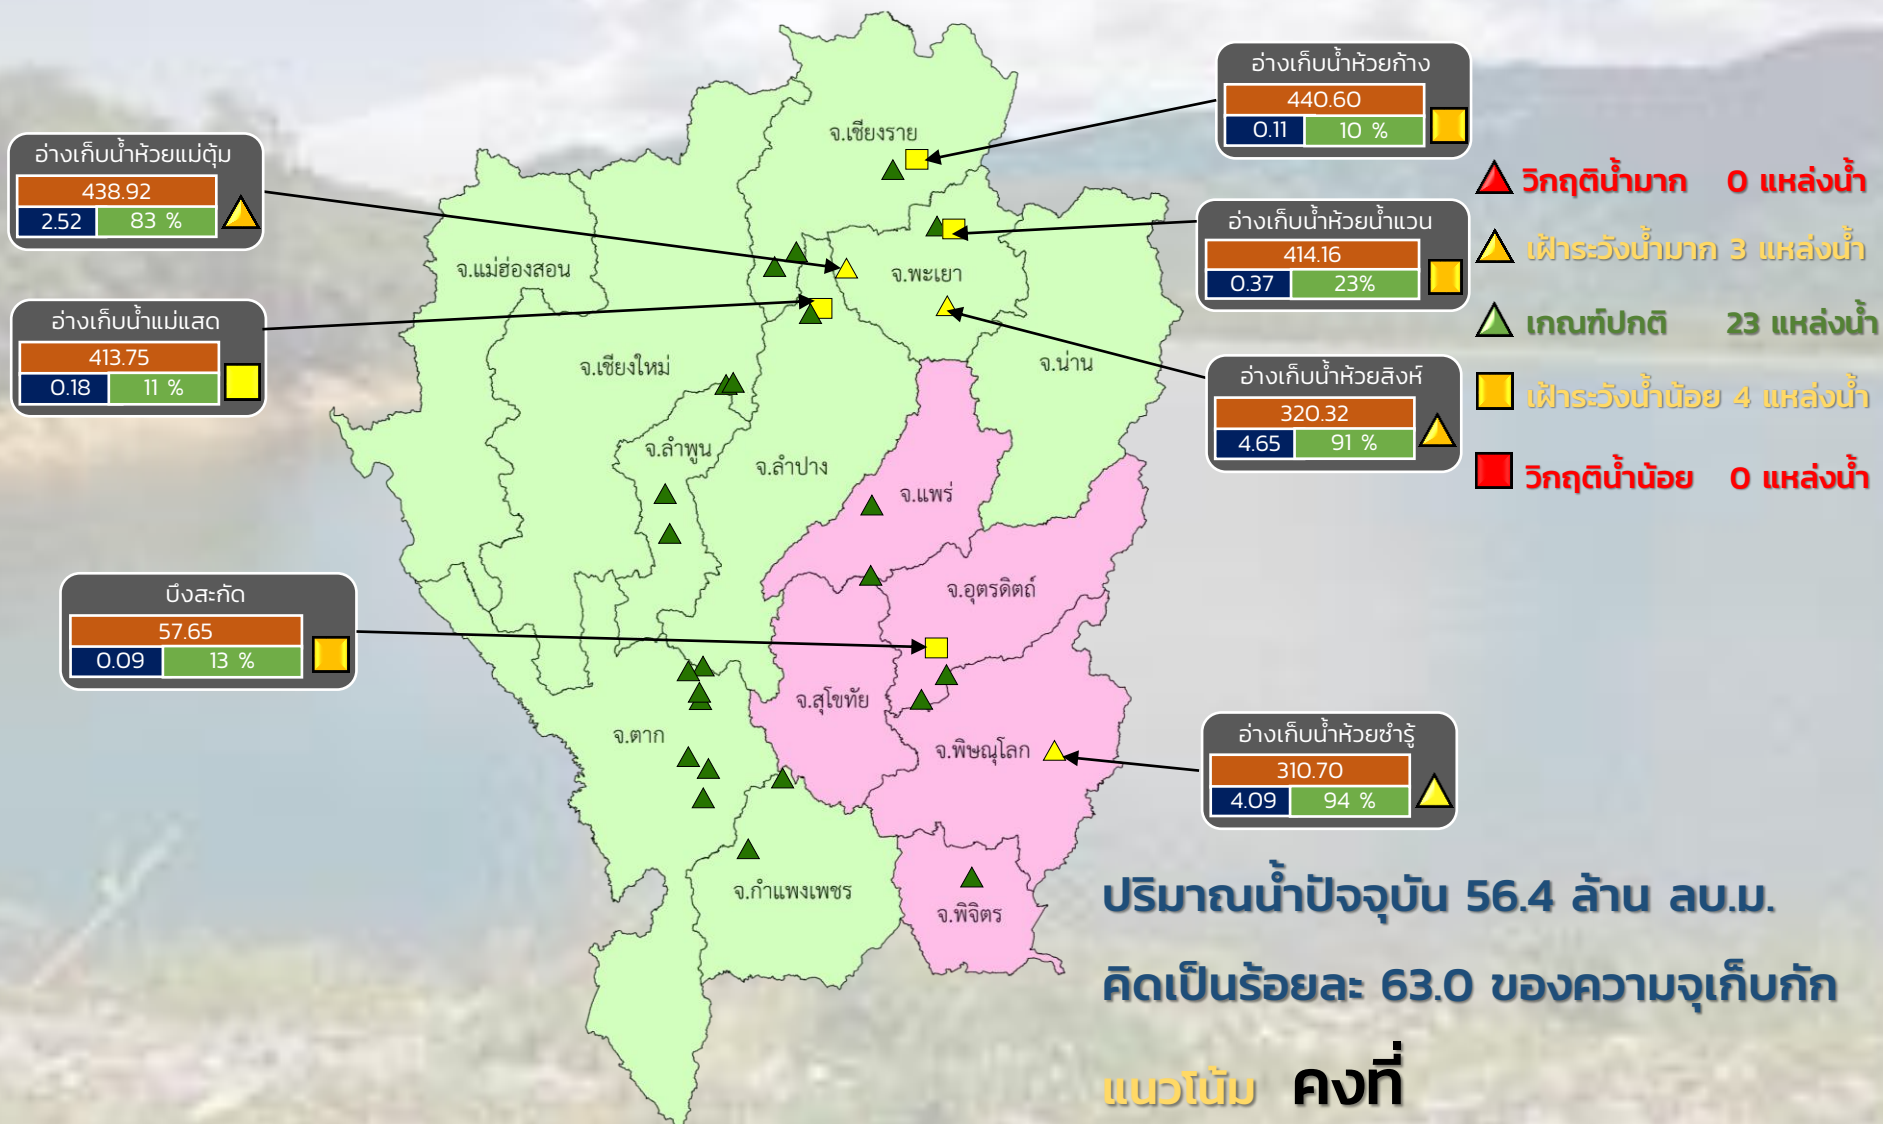 อ่างเก็บน้ำห้วยแม่ตุ้ม
438.92
2.52 83 %
อ่างเก็บน้ำแม่แสด
413.75
0.18 11 %
บึงสะกัด
57.65
0.09 13 %
จ.เชียงราย
จ.แม่ฮ่องสอน
จ.พะเยา
จ.เชียงใหม่
จ.น่าน
จ.ลำพูน
จ.ลำปาง
จ.แพร่
จ.อุตรดิตถ์
จ.สุโขทัย
จ.ตาก
จ.พิษณุโลก
จ.กำแพงเพชร
จ.พิจิตร
อ่างเก็บน้ำห้วยก้าง
440.60
0.11 10 %
อ่างเก็บน้ำห้วยน้ำแวน
414.16
0.37 23%
อ่างเก็บน้ำห้วยสิงห์
320.32
4.65 91 %
อ่างเก็บน้ำห้วยซำรู้
310.70
4.09 94 %
วิกฤติน้ำมาก 0 แหล่งน้ำ
เฝ้าระวังน้ำมาก 3 แหล่งน้ำ
เกณฑ์ปกติ 23 แหล่งน้ำ
เฝ้าระวังน้ำน้อย 4 แหล่งน้ำ
วิกฤติน้ำน้อย 0 แหล่งน้ำ
ปริมาณน้ำปัจจุบัน 56.4 ล้าน ลบ.ม.
คิดเป็นร้อยละ 63.0 ของความจุเก็บกัก
แนวโน้ม คงที่